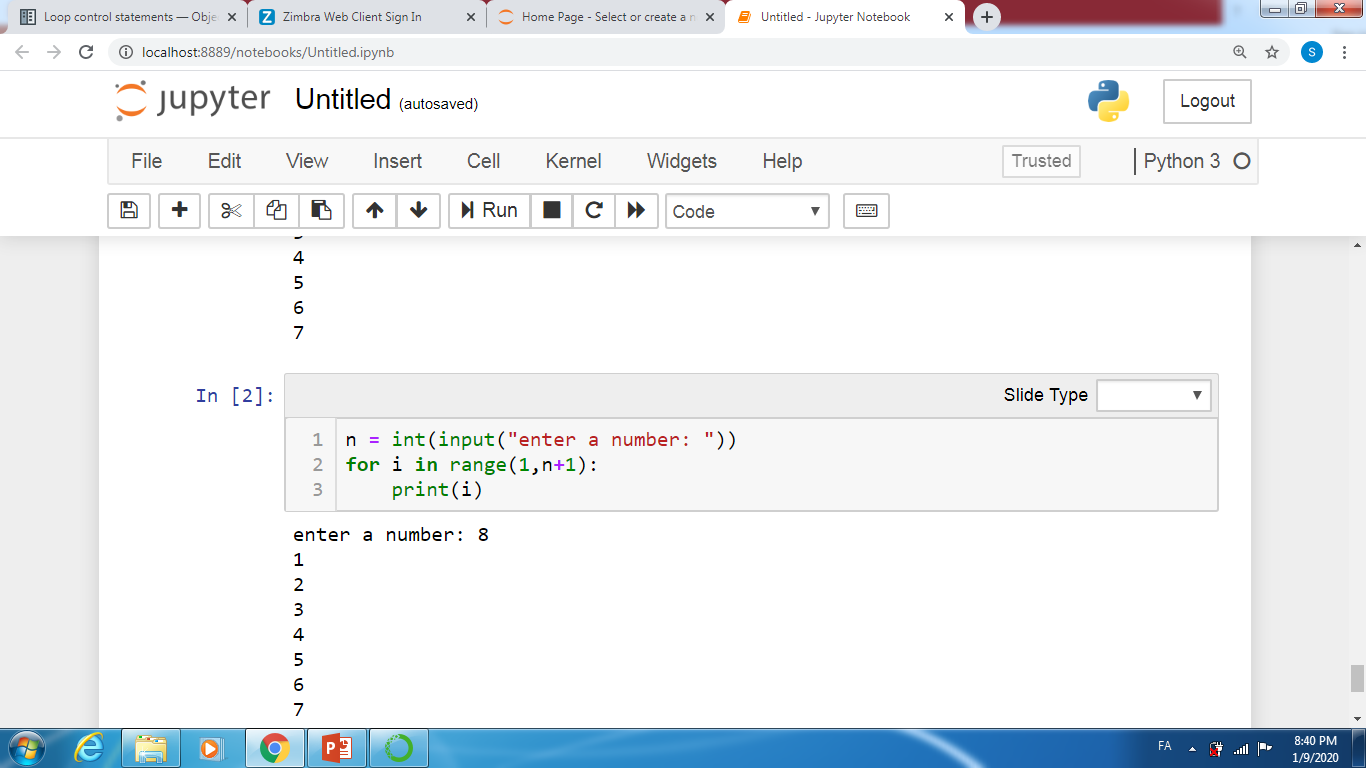 Loop control statements — Obje
Zimbra Web Client Sign In
Home Page - Select or create a n
Untitled - Jupyter Notebook
localhost:8889/notebooks/Untitled.ipynb
S
jupyter Untitled (autosaved)
Logout
File Edit View Insert Cell Kernel Widgets Help
Trusted
Python 3
Run
Code
4
5
6
7
In [2]:
Slide Type
1 n = int(input("enter a number: "))
2 for i in range(1,n+1):
3     print(i)
enter a number: 8
1
2
3
4
5
6
7
FA
8:40 PM
1/9/2020